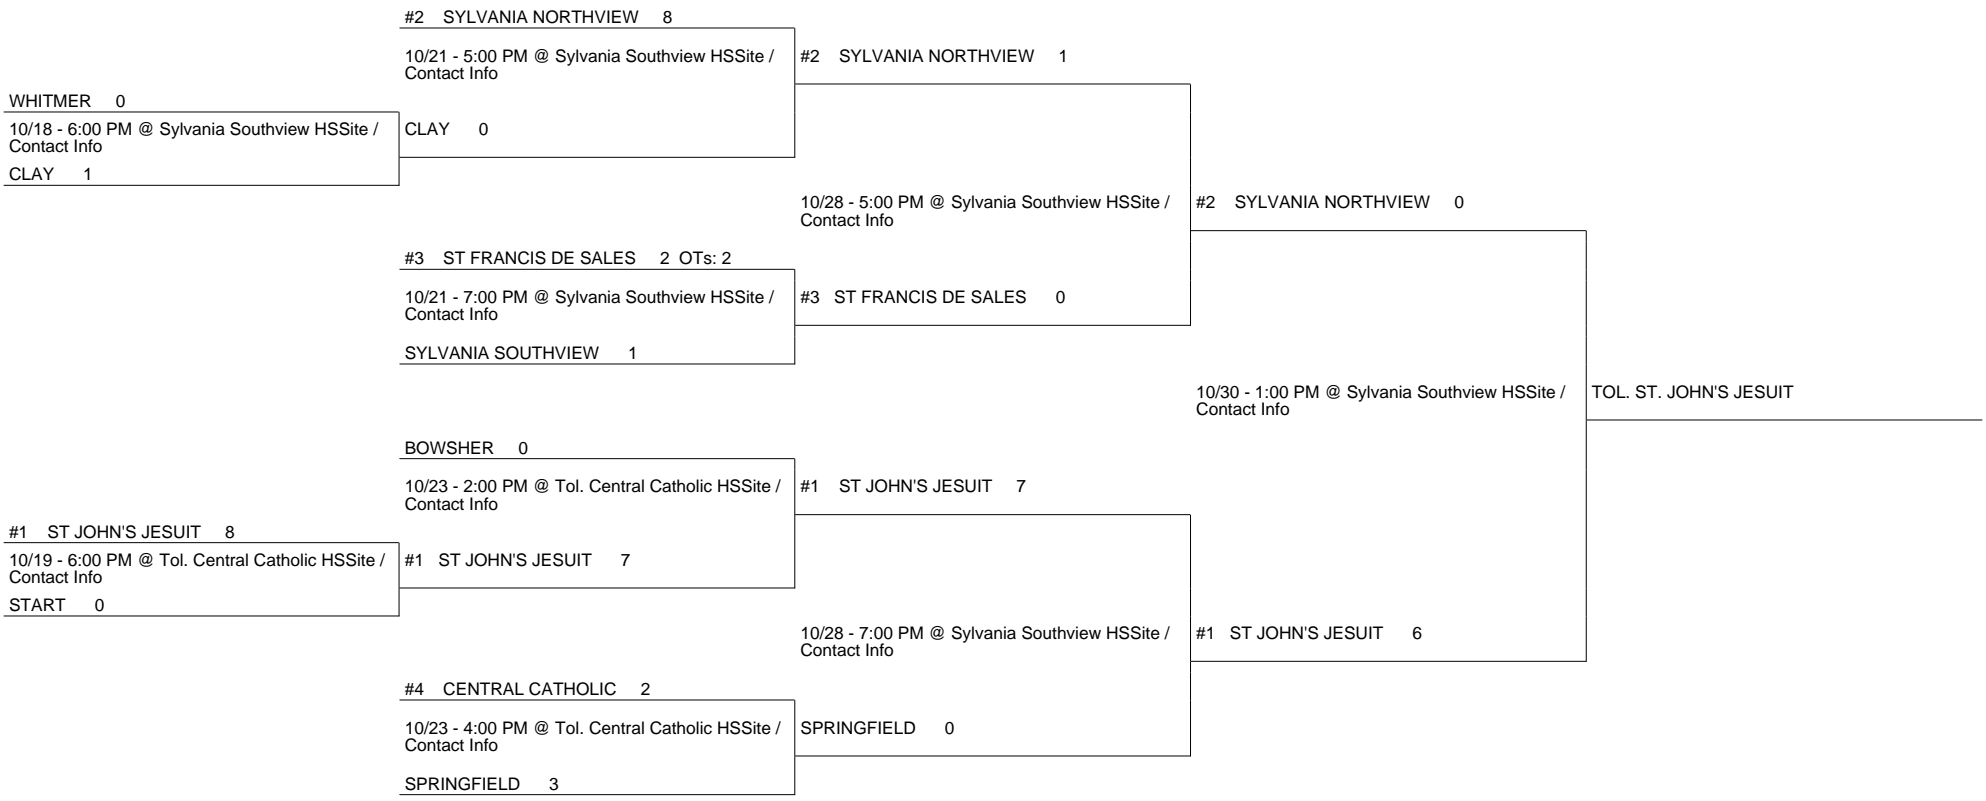 #2 SYLVANIA NORTHVIEW 8
10/21 - 5:00 PM @ Sylvania Southview HSSite /
Contact Info
#2 SYLVANIA NORTHVIEW 1
WHITMER 0
10/18 - 6:00 PM @ Sylvania Southview HSSite /
Contact Info
CLAY 0
CLAY 1
10/28 - 5:00 PM @ Sylvania Southview HSSite /
Contact Info
#2 SYLVANIA NORTHVIEW 0
#3 ST FRANCIS DE SALES 2 OTs: 2
10/21 - 7:00 PM @ Sylvania Southview HSSite /
Contact Info
#3 ST FRANCIS DE SALES 0
SYLVANIA SOUTHVIEW 1
10/30 - 1:00 PM @ Sylvania Southview HSSite /
Contact Info
TOL. ST. JOHN'S JESUIT
BOWSHER 0
10/23 - 2:00 PM @ Tol. Central Catholic HSSite /
Contact Info
#1 ST JOHN'S JESUIT 7
#1 ST JOHN'S JESUIT 8
10/19 - 6:00 PM @ Tol. Central Catholic HSSite /
Contact Info
#1 ST JOHN'S JESUIT 7
START 0
10/28 - 7:00 PM @ Sylvania Southview HSSite /
Contact Info
#1 ST JOHN'S JESUIT 6
#4 CENTRAL CATHOLIC 2
10/23 - 4:00 PM @ Tol. Central Catholic HSSite /
Contact Info
SPRINGFIELD 0
SPRINGFIELD 3